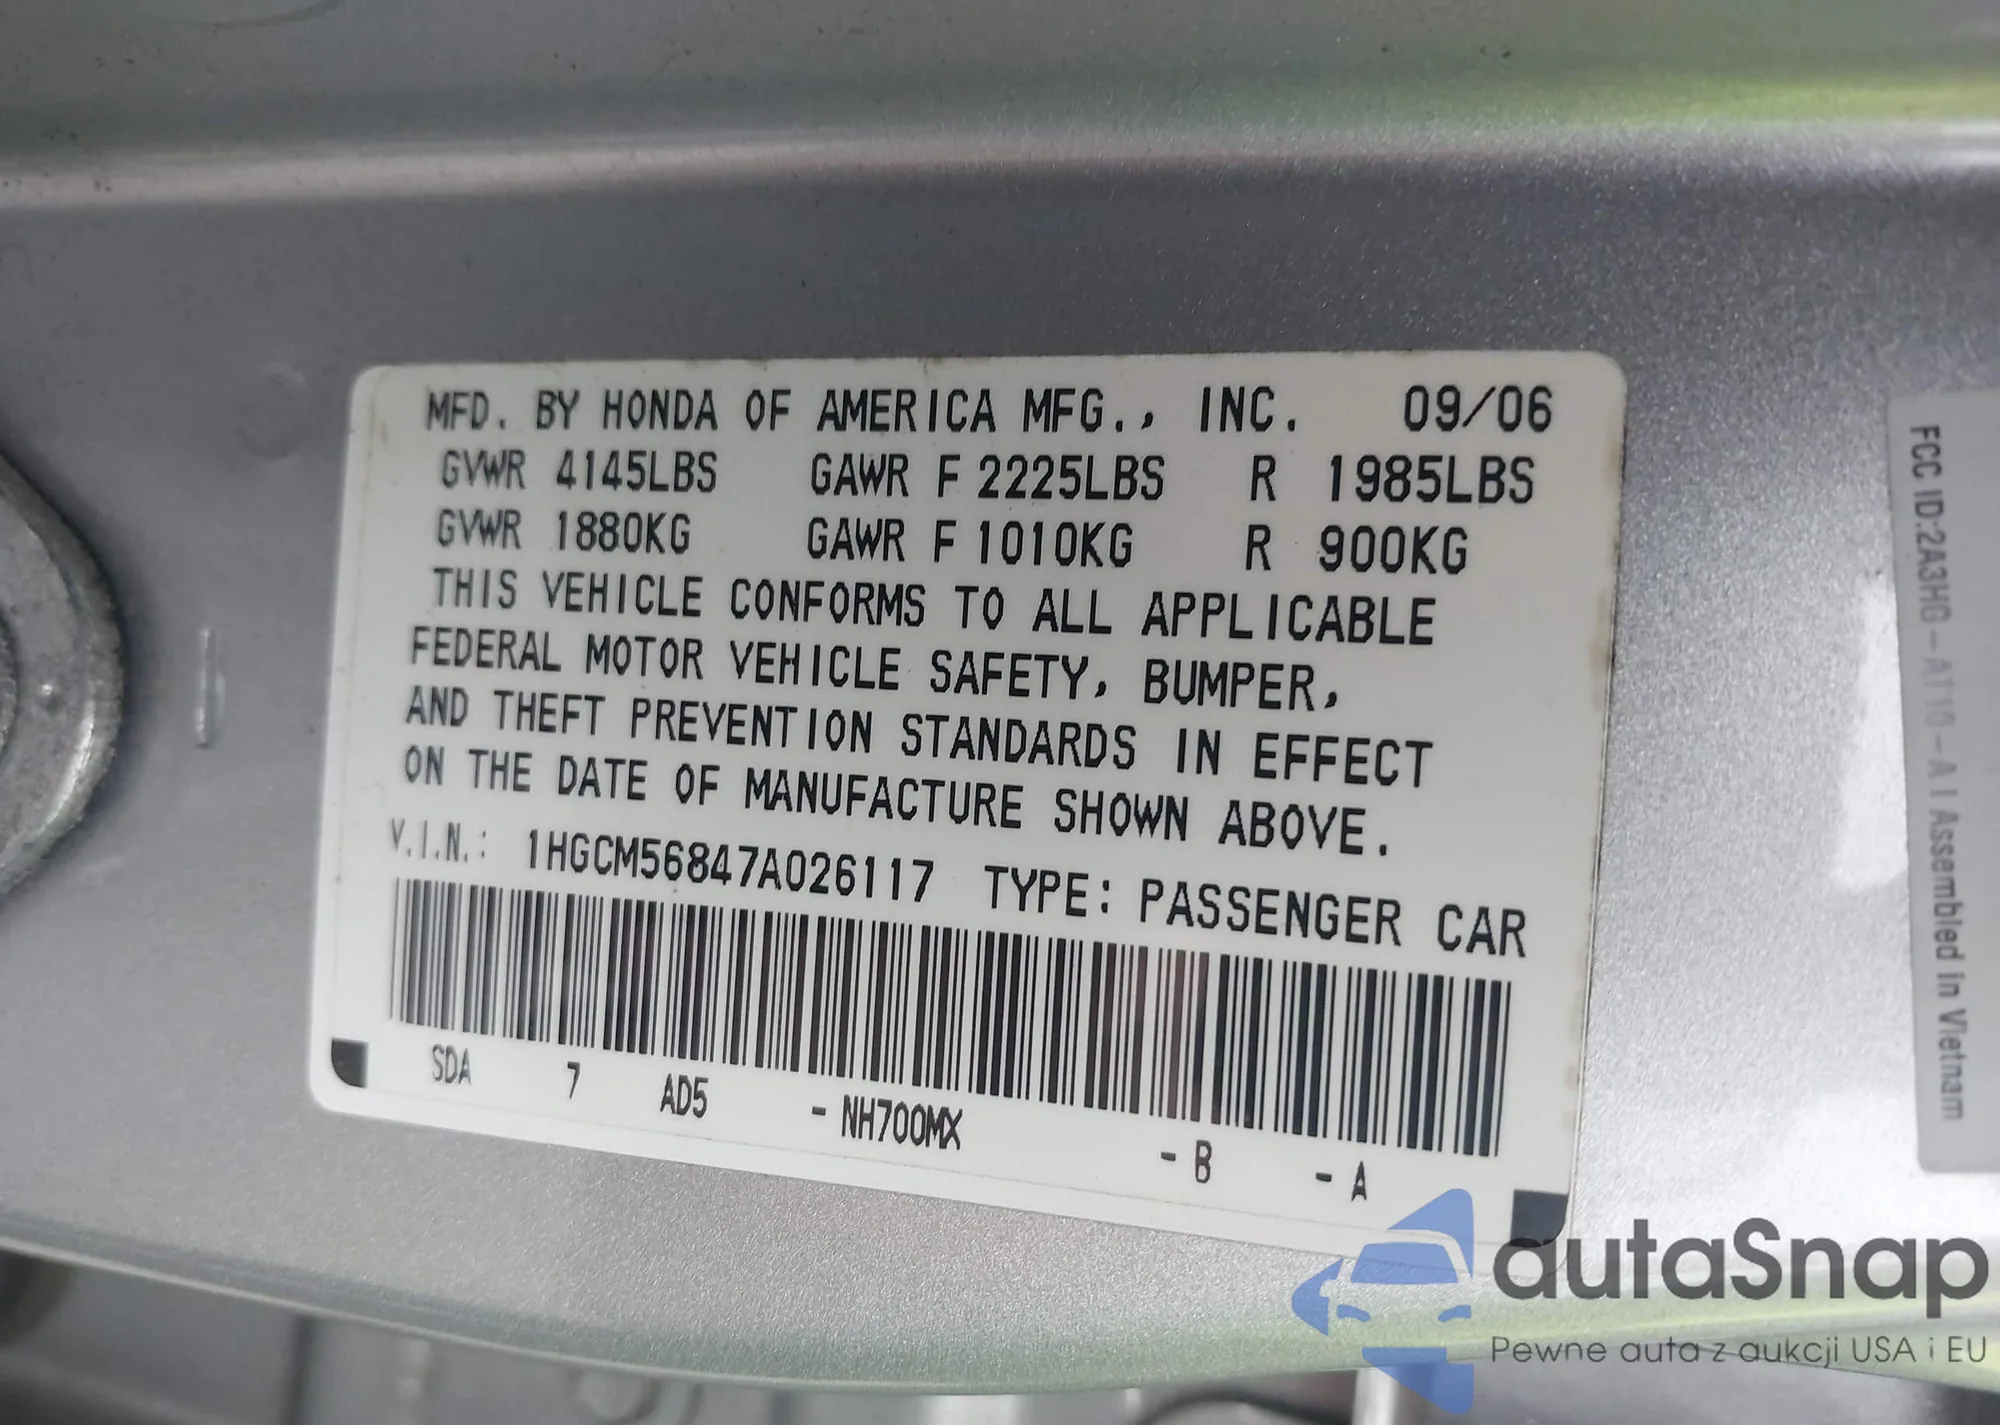 MFD. BY HONDA OF AMERICA MFG., INC. 09/06
GVWR 4145LBS GAWR F 2225LBS R 1985LBS
GVWR 1880KG GAWR F 1010KG R 900KG
THIS VEHICLE CONFORMS TO ALL APPLICABLE
FEDERAL MOTOR VEHICLE SAFETY, BUMPER,
AND THEFT PREVENTION STANDARDS IN EFFECT
ON THE DATE OF MANUFACTURE SHOWN ABOVE.
V.I.N.: 1HGCM56847A026117 TYPE: PASSENGER CAR
SDA 7 AD5 - NH700MX - B - A
FCC ID:2A3HG-AT10-A I Assembled in Vietnam
autaSnap
Pewne auta z aukcji USA i EU